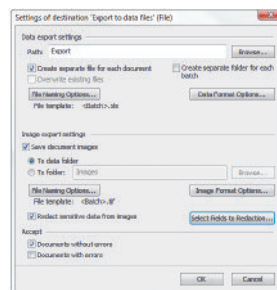 Settings of destination 'Export to data files' (File)
Data export settings
Path: Export Browse...
Create separate file for each document
Create separate folder for each batch
Overwrite existing files
File Naming Options... Data Format Options...
File template: <Batch>.xls
Image export settings
Save document images
To data folder
To folder: Images Browse...
File Naming Options... Image Format Options...
File template: <Batch>.tif
Redact sensitive data from images Select Fields to Redaction...
Accept
Documents without errors
Documents with errors
OK Cancel